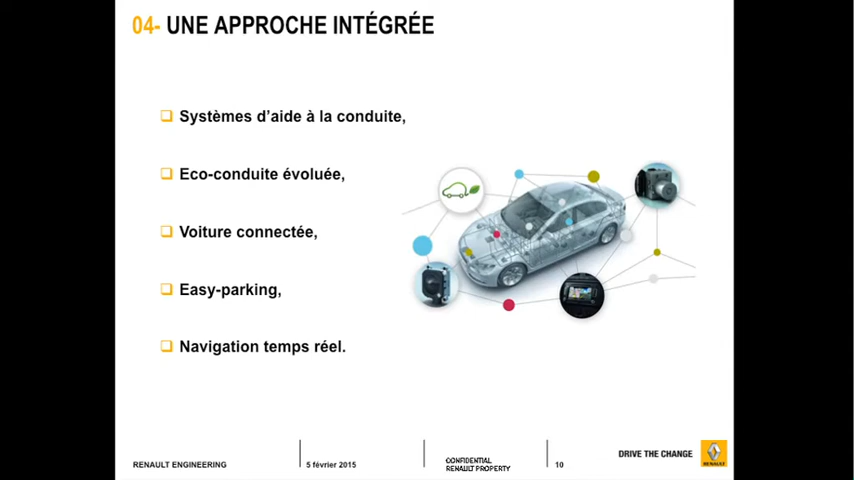 04- UNE APPROCHE INTÉGRÉE
❑ Systèmes d'aide à la conduite,
❑ Eco-conduite évoluée,
❑ Voiture connectée,
❑ Easy-parking,
❑ Navigation temps réel.
RENAULT ENGINEERING
5 février 2015
CONFIDENTIAL
RENAULT PROPERTY
10
DRIVE THE CHANGE
RENAULT